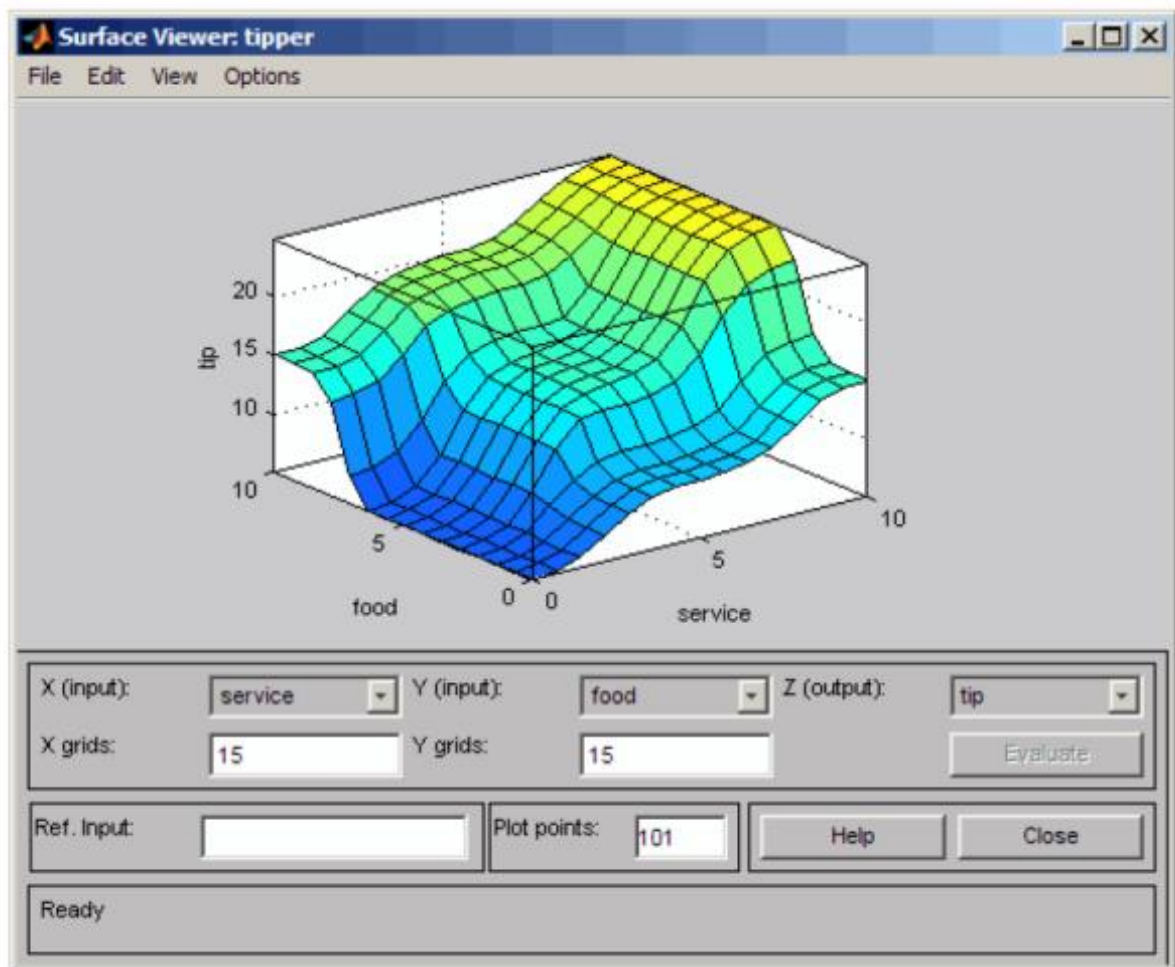 Surface Viewer: tipper
File Edit View Options
20
15
10
tip
10
5
0
food
0
5
10
service
X (input): service Y (input): food Z (output): tip
X grids: 15 Y grids: 15 Evaluate
Ref. Input: Plot points: 101 Help Close
Ready